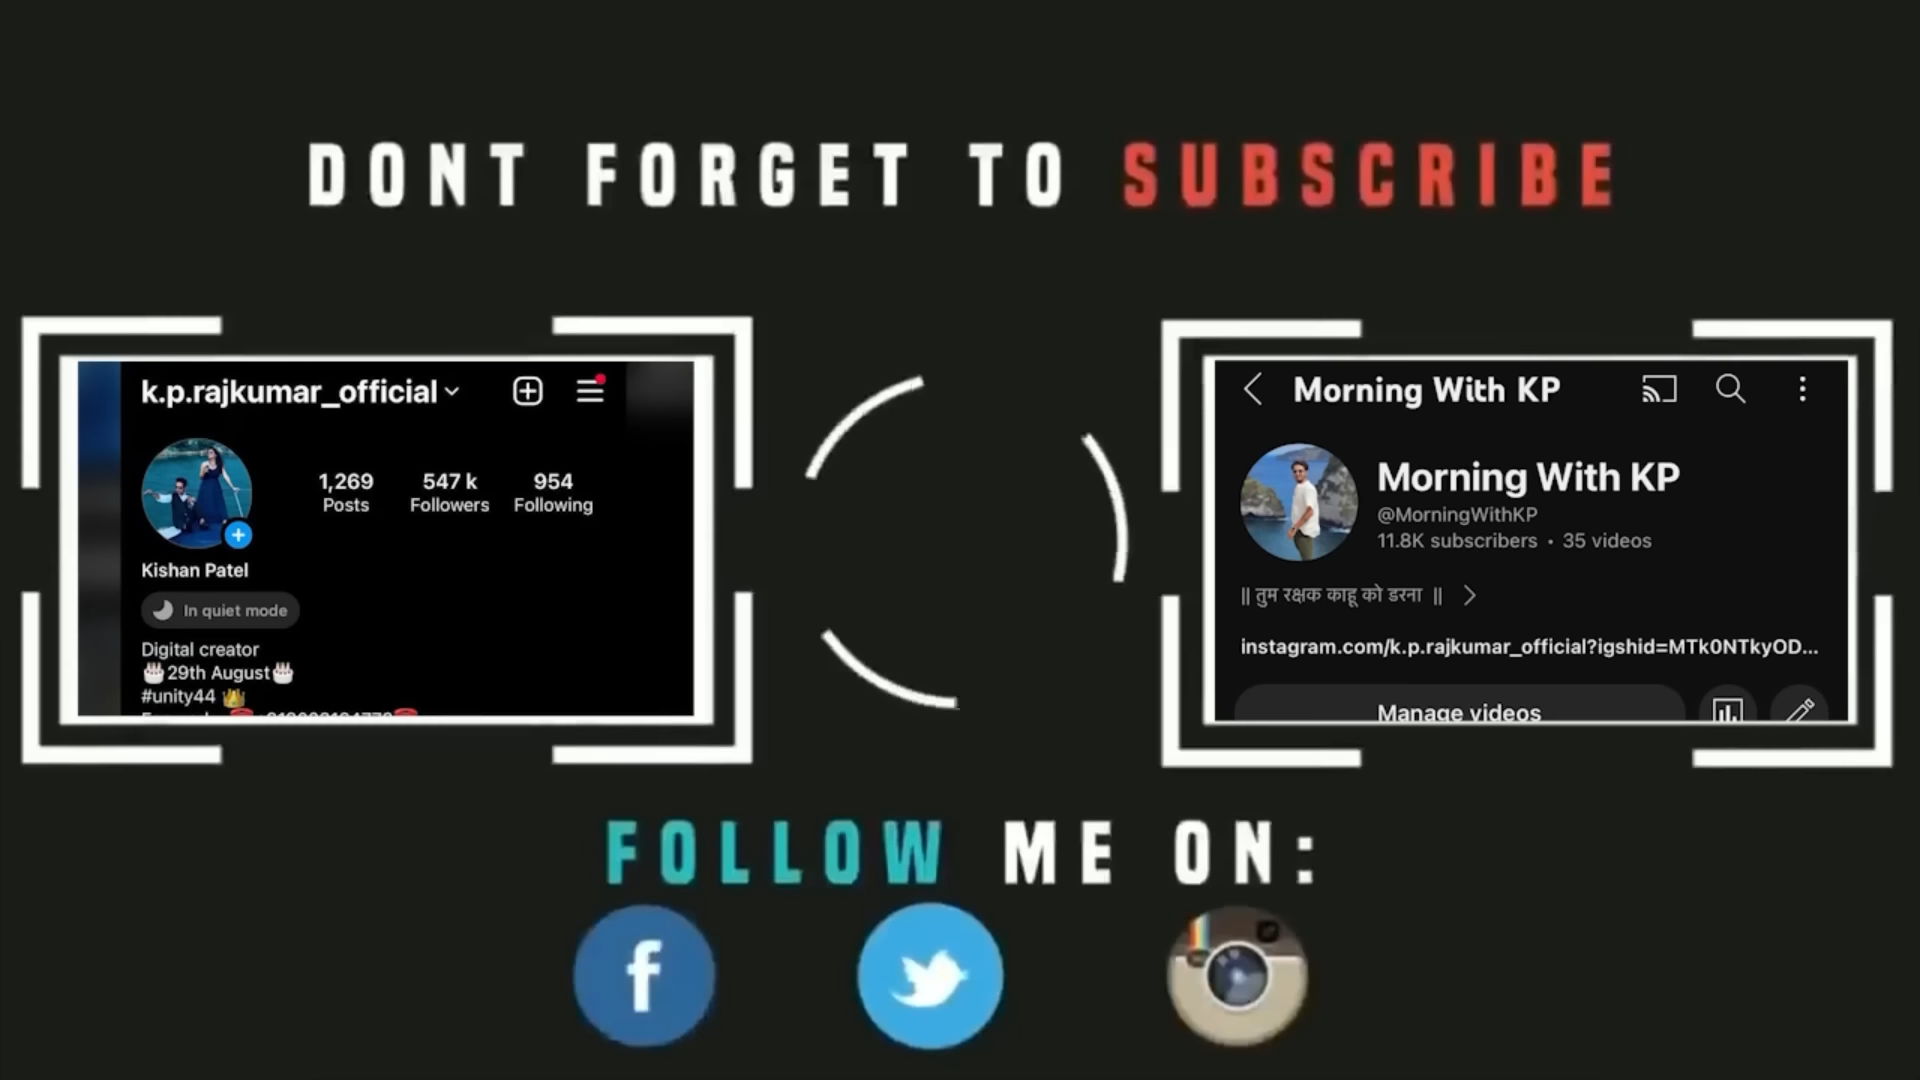 DONT FORGET TO SUBSCRIBE
k.p.rajkumar_official
1,269 547 k 954
Posts Followers Following
Kishan Patel
In quiet mode
Digital creator
🎂29th August🎂
#unity44 👑
Morning With KP
Morning With KP
@MorningWithKP
11.8K subscribers • 35 videos
|| तुम रक्षक काहू को डरना ||
instagram.com/k.p.rajkumar_official?igshid=MTk0NTkyOD...
Manage videos
FOLLOW ME ON:
f